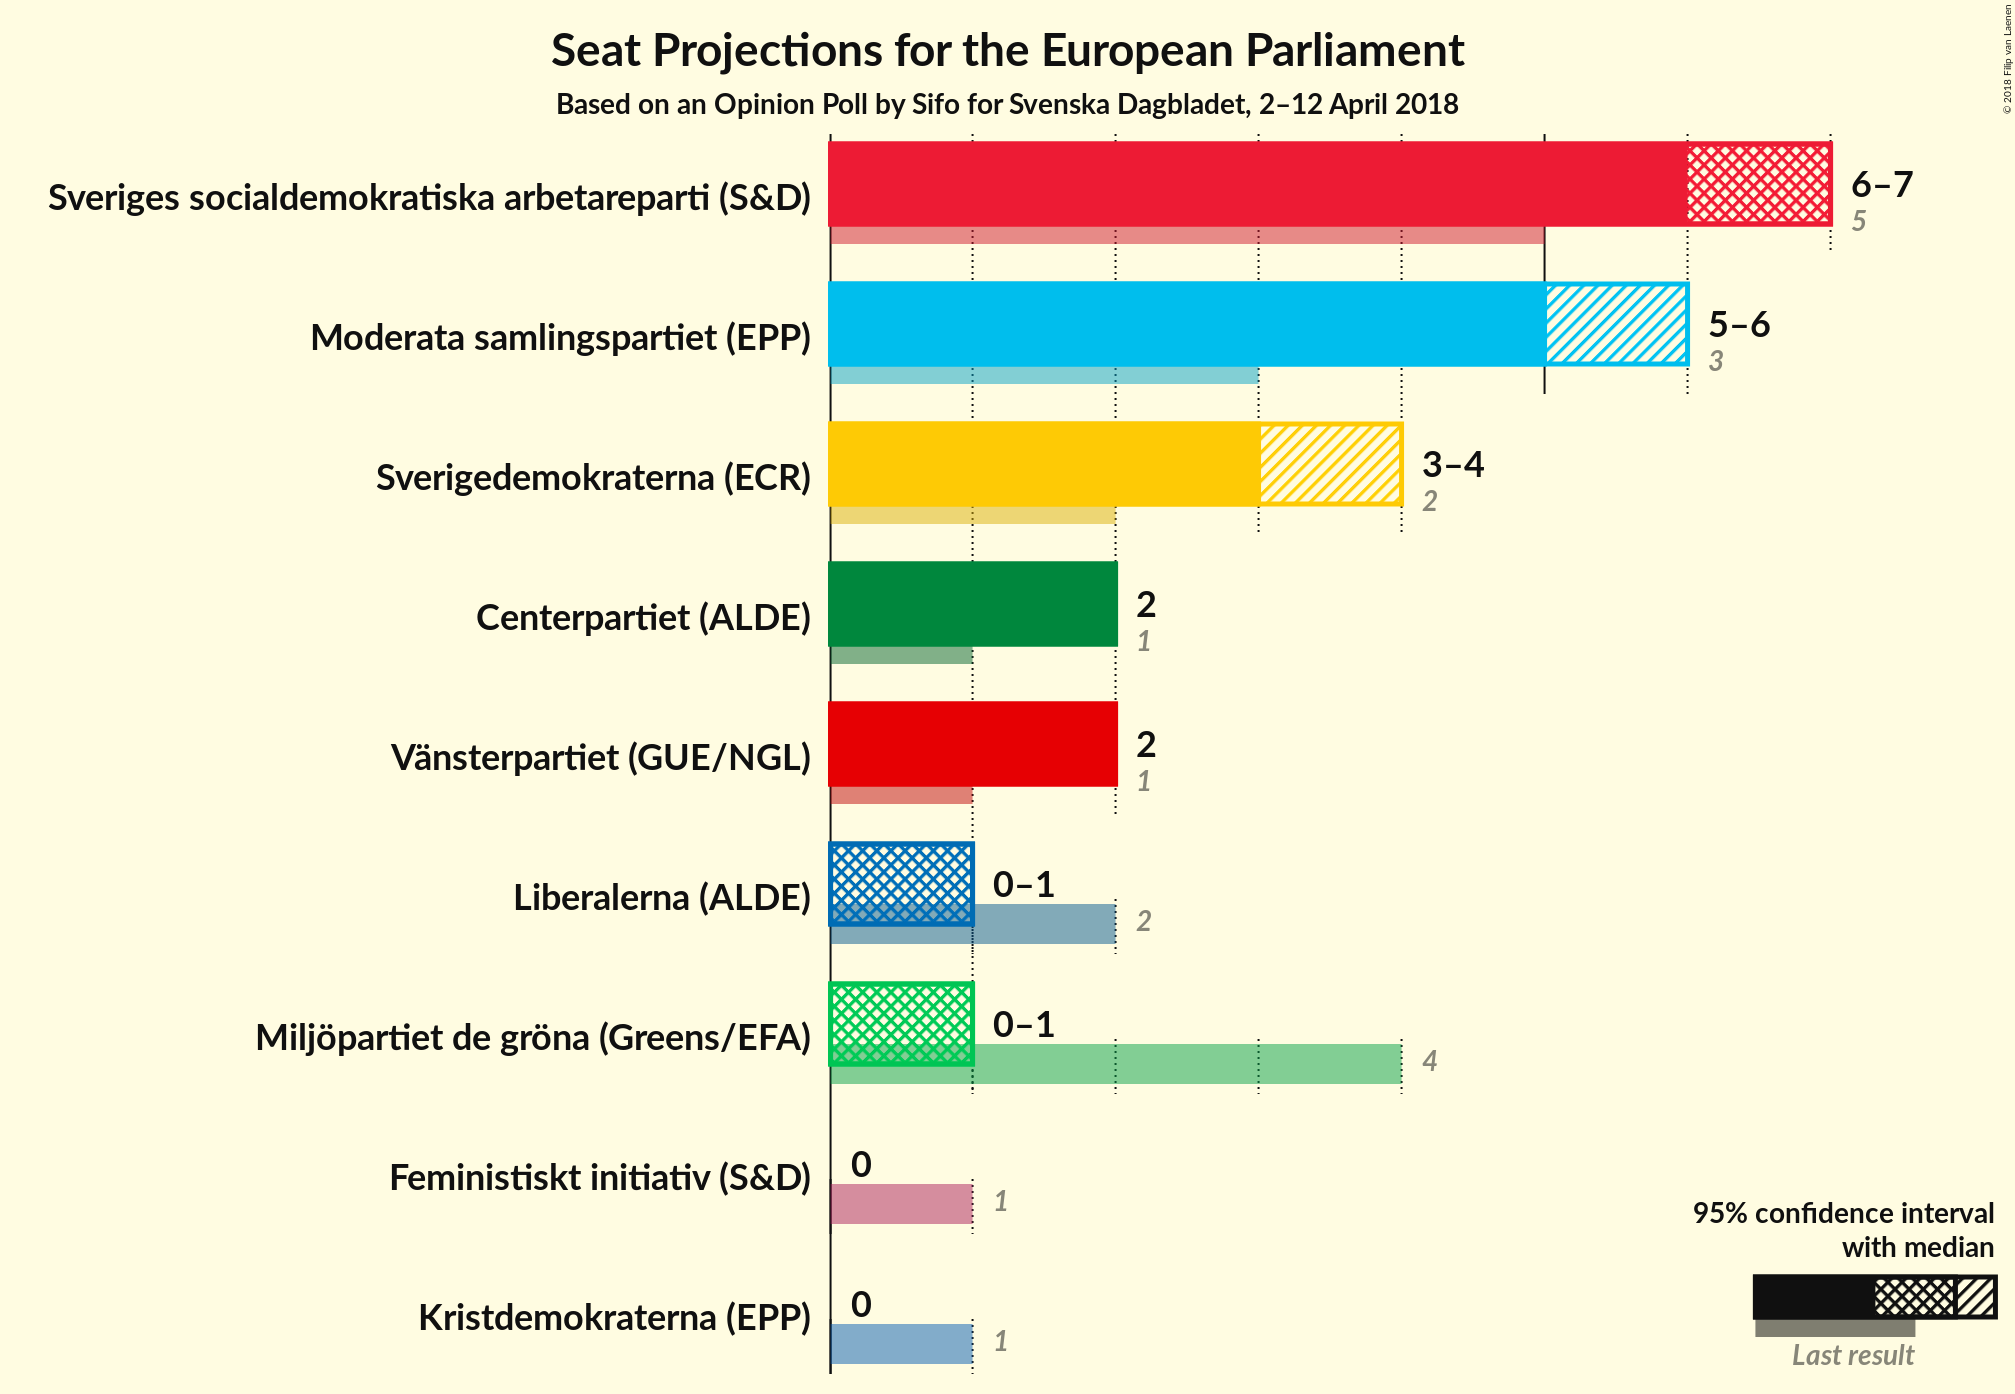 Seat Projections for the European Parliament
Based on an Opinion Poll by Sifo for Svenska Dagbladet, 2–12 April 2018
© 2018 Filip van Laenen
Sveriges socialdemokratiska arbetareparti (S&D)
6–7
5
Moderata samlingspartiet (EPP)
5–6
3
Sverigedemokraterna (ECR)
3–4
2
Centerpartiet (ALDE)
2
1
Vänsterpartiet (GUE/NGL)
2
1
Liberalerna (ALDE)
0–1
2
Miljöpartiet de gröna (Greens/EFA)
0–1
4
Feministiskt initiativ (S&D)
0
1
Kristdemokraterna (EPP)
0
1
95% confidence interval
with median
Last result